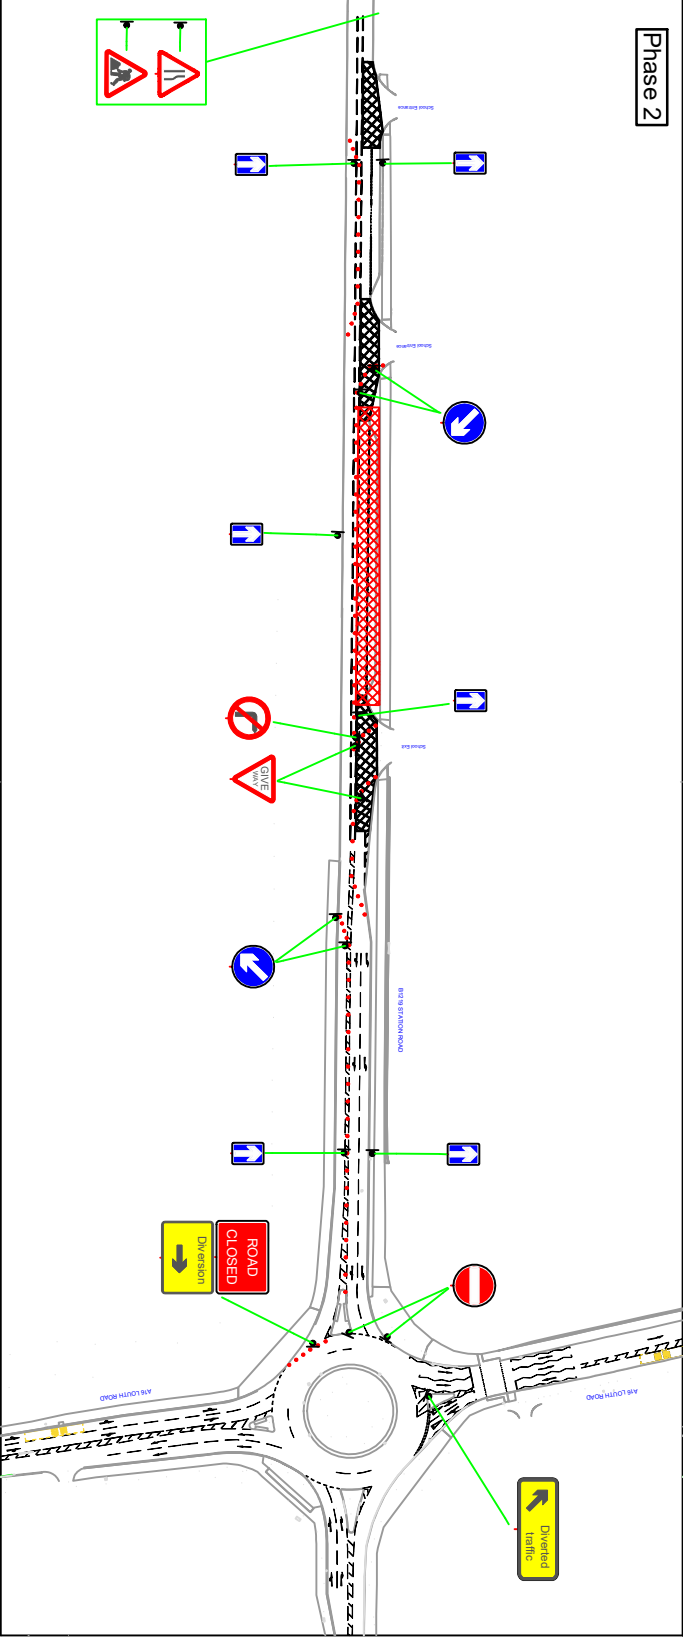 Phase 2
School Entrance
School Entrance
GIVE
WAY
School Exit
B1219 STATION ROAD
ROAD
CLOSED
Diversion
A16 LOUTH ROAD
A16 LOUTH ROAD
Diverted
traffic